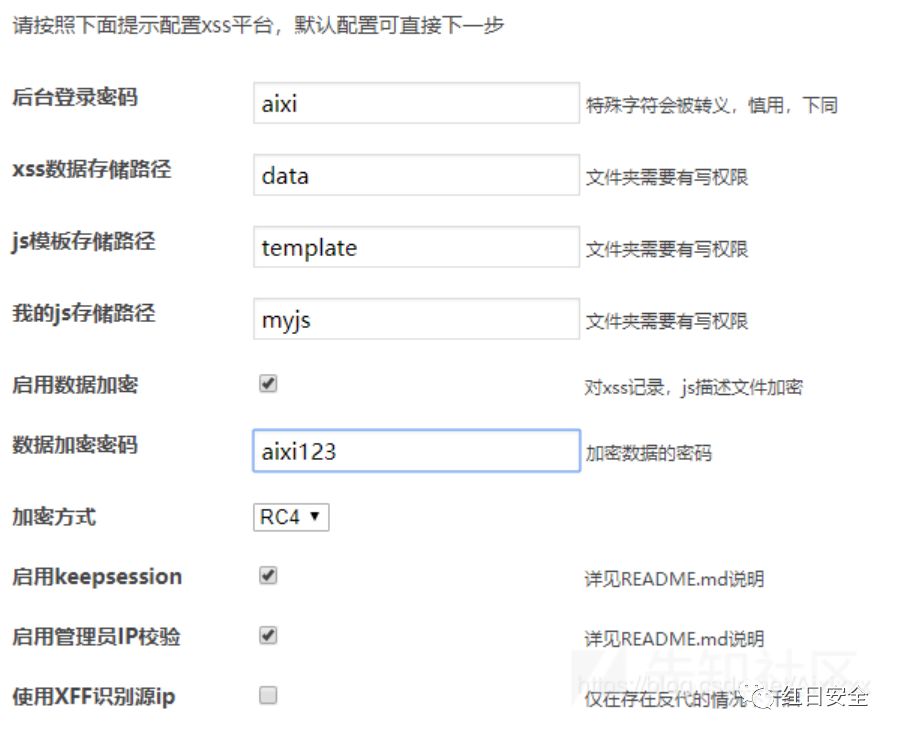 请按照下面提示配置xss平台，默认配置可直接下一步
后台登录密码 aixi 特殊字符会被转义，慎用，下同
xss数据存储路径 data 文件夹需要有写权限
js模板存储路径 template 文件夹需要有写权限
我的js存储路径 myjs 文件夹需要有写权限
启用数据加密 对xss记录，js描述文件加密
数据加密密码 aixi123 加密数据的密码
加密方式 RC4
启用keepsession 详见README.md说明
启用管理员IP校验 详见README.md说明
先知社区
使用XFF识别源ip 仅在存在反代的情况
红日安全